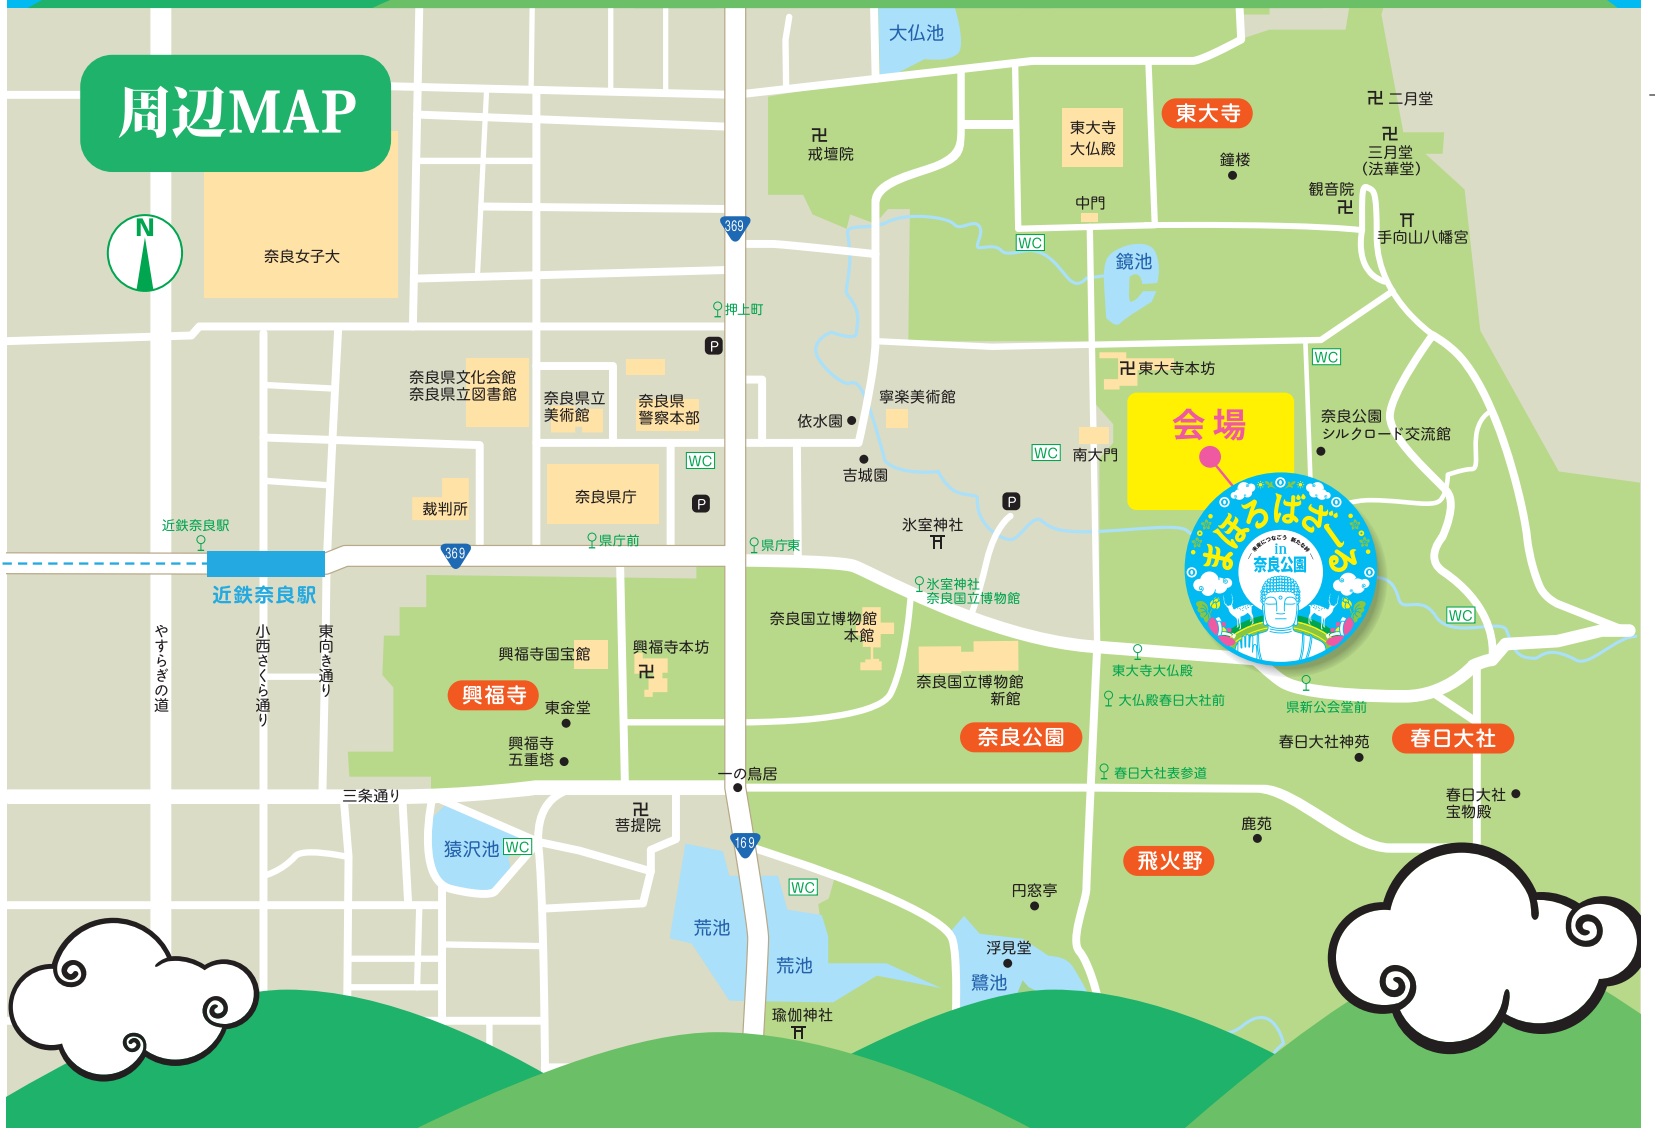 周辺MAP
N
大仏池
東大寺
二月堂
三月堂
(法華堂)
東大寺
大仏殿
戒壇院
鐘楼
観音院
中門
手向山八幡宮
奈良女子大
369
WC
鏡池
押上町
P
WC
東大寺本坊
奈良県文化会館
奈良県立図書館
奈良県立
美術館
奈良県
警察本部
寧楽美術館
依水園
会場
奈良公園
シルクロード交流館
WC
WC
南大門
吉城園
奈良県庁
裁判所
P
P
氷室神社
近鉄奈良駅
369
県庁前
県庁東
まほろばざーる
未来につなごう 新たな絆
in
奈良公園
近鉄奈良駅
氷室神社
奈良国立博物館
WC
やすらぎの道
小西さくら通り
東向き通り
奈良国立博物館
本館
興福寺国宝館
興福寺本坊
東大寺大仏殿
奈良国立博物館
新館
大仏殿春日大社前
県新公会堂前
興福寺
東金堂
奈良公園
春日大社神苑
春日大社
興福寺
五重塔
一の鳥居
春日大社表参道
三条通り
春日大社
宝物殿
菩提院
鹿苑
猿沢池
WC
169
飛火野
WC
円窓亭
荒池
荒池
浮見堂
鷺池
瑜伽神社